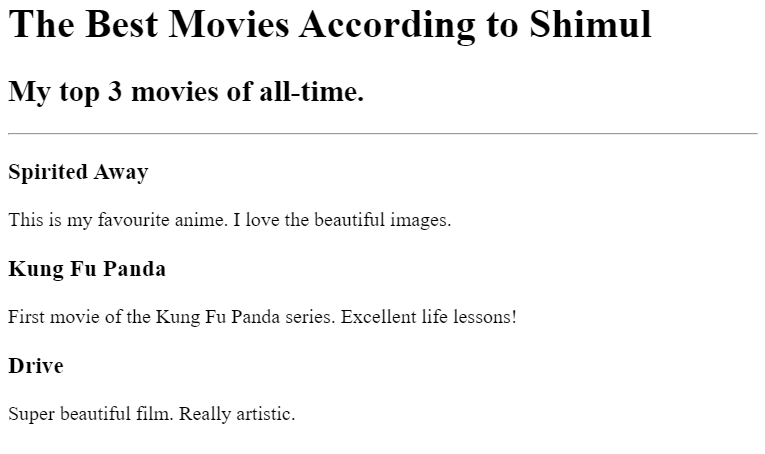 The Best Movies According to Shimul
My top 3 movies of all-time.
Spirited Away
This is my favourite anime. I love the beautiful images.
Kung Fu Panda
First movie of the Kung Fu Panda series. Excellent life lessons!
Drive
Super beautiful film. Really artistic.